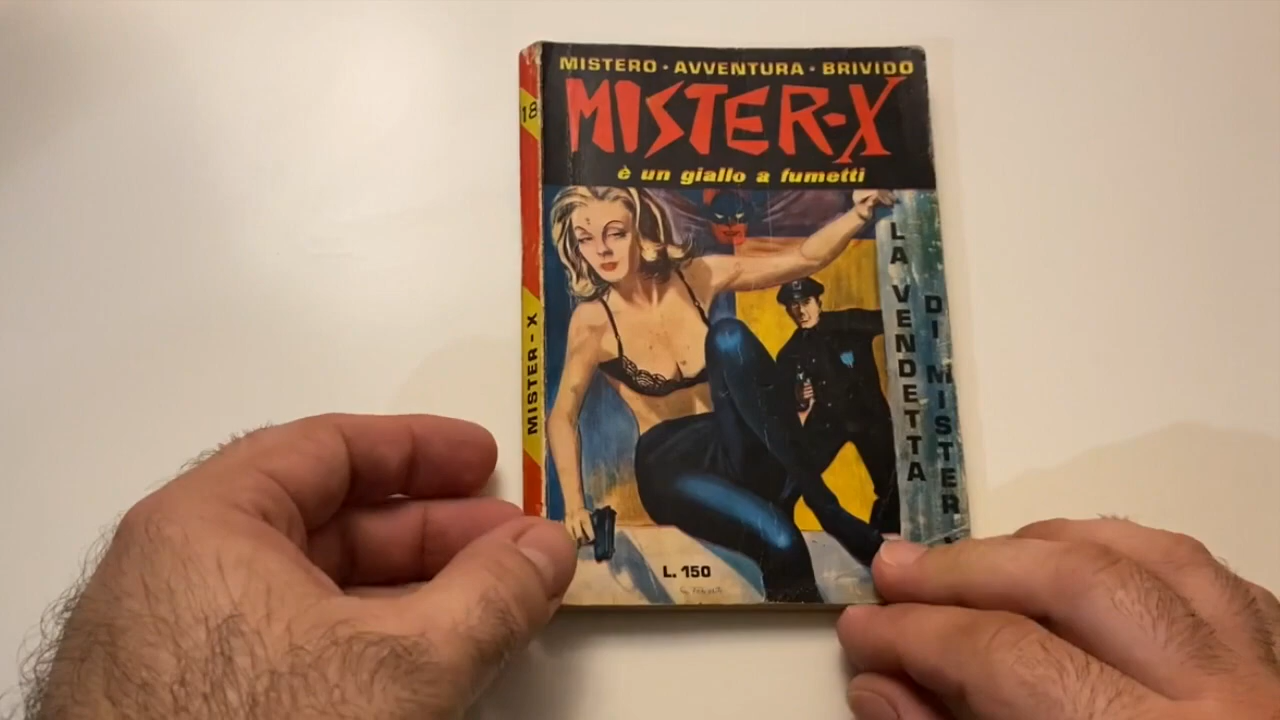 MISTERO · AVVENTURA · BRIVIDO
MISTER-X
è un giallo a fumetti
18
MISTER - X
LA VENDETTA
DI MISTER
L. 150